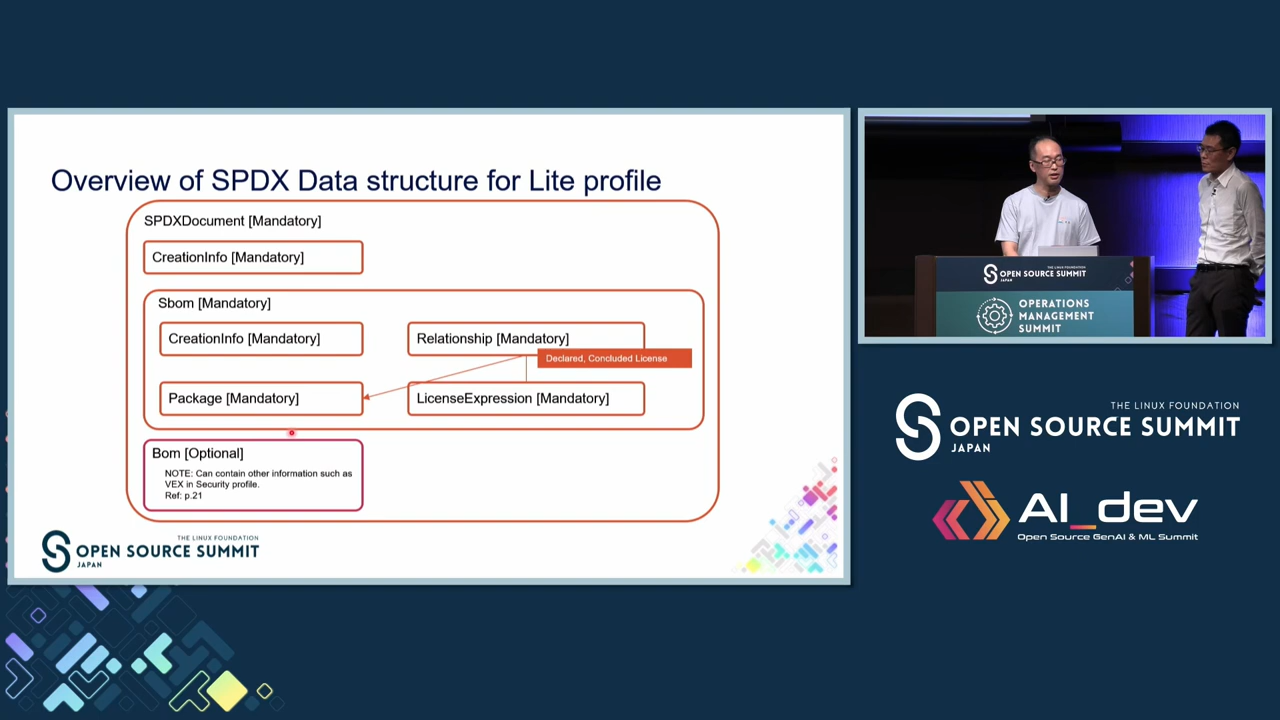 Overview of SPDX Data structure for Lite profile
SPDXDocument [Mandatory]
CreationInfo [Mandatory]
Sbom [Mandatory]
CreationInfo [Mandatory]
Relationship [Mandatory]
Declared, Concluded License
Package [Mandatory]
LicenseExpression [Mandatory]
Bom [Optional]
NOTE: Can contain other information such as
VEX in Security profile.
Ref: p.21
THE LINUX FOUNDATION
OPEN SOURCE SUMMIT
JAPAN
THE LINUX FOUNDATION
OPEN SOURCE SUMMIT
JAPAN
OPERATIONS
MANAGEMENT
SUMMIT
THE LINUX FOUNDATION
OPEN SOURCE SUMMIT
JAPAN
AI_dev
Open Source GenAI & ML Summit